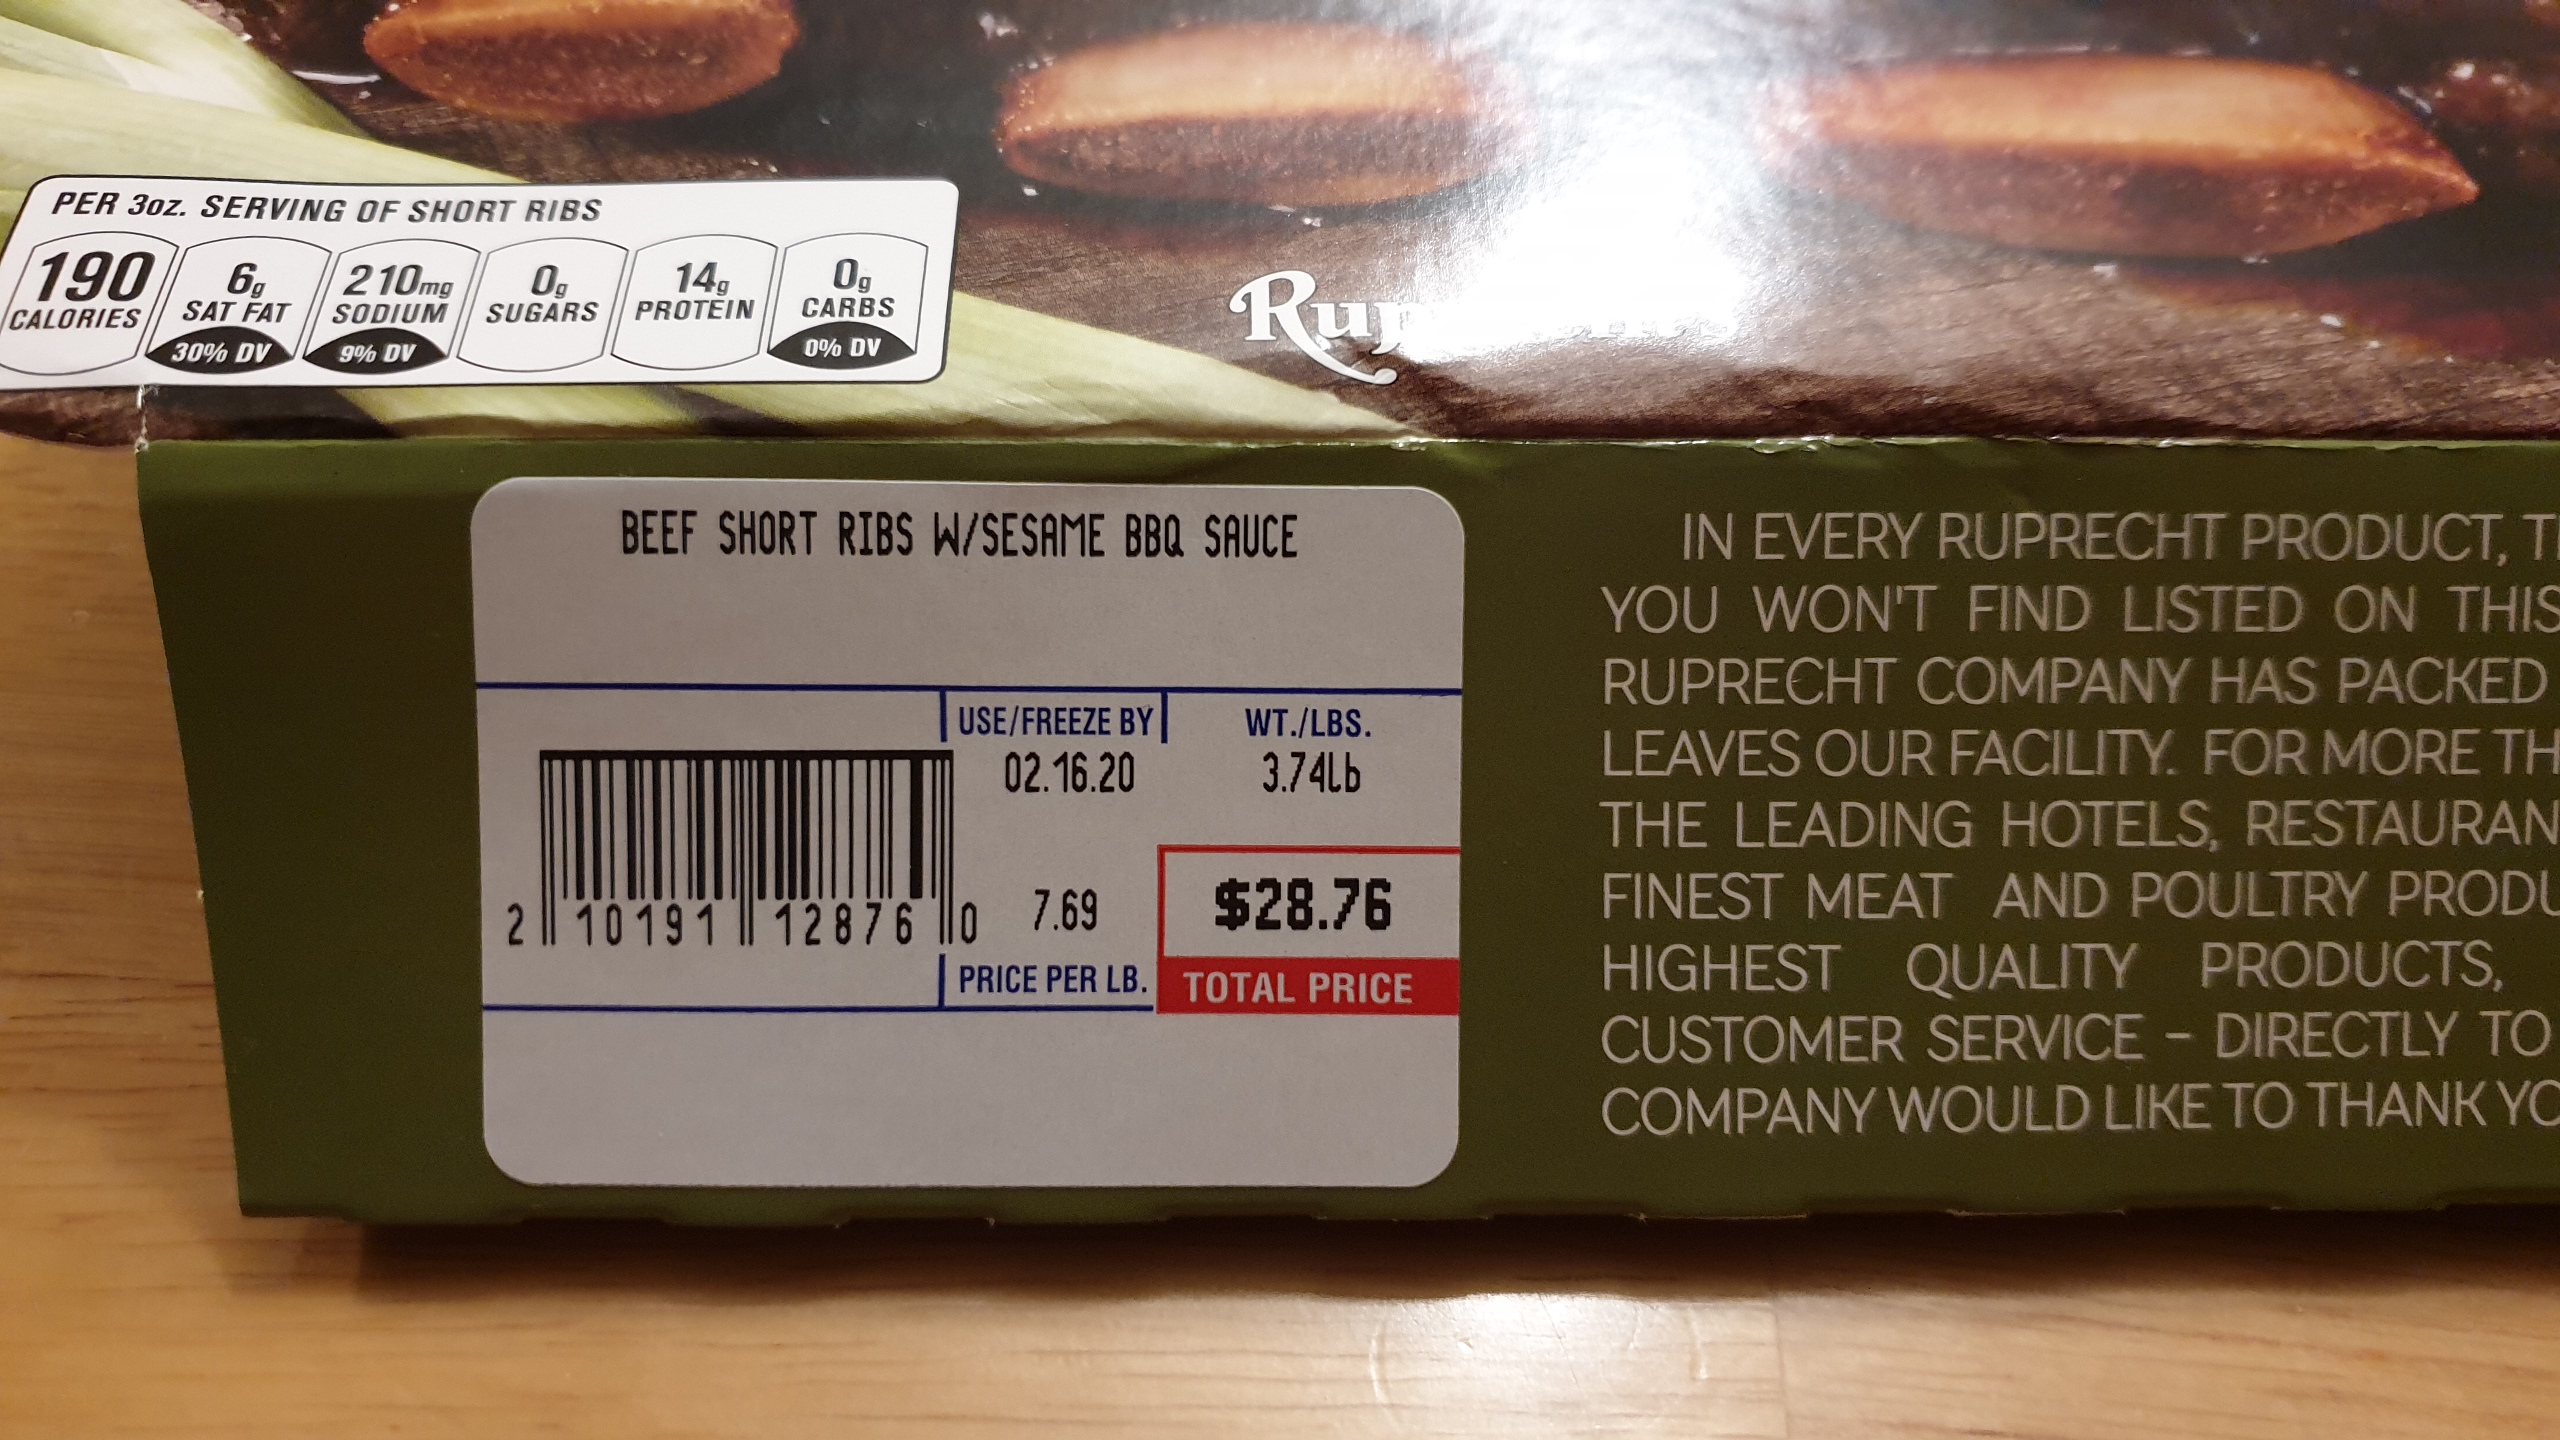 PER 3oz. SERVING OF SHORT RIBS
190 CALORIES
6g SAT FAT 30% DV
210mg SODIUM 9% DV
0g SUGARS
14g PROTEIN
0g CARBS 0% DV
BEEF SHORT RIBS W/SESAME BBQ SAUCE
USE/FREEZE BY
02.16.20
WT./LBS.
3.74lb
2 10191 12876 0
7.69
PRICE PER LB.
$28.76
TOTAL PRICE
IN EVERY RUPRECHT PRODUCT,
YOU WON'T FIND LISTED ON THIS
RUPRECHT COMPANY HAS PACKED
LEAVES OUR FACILITY. FOR MORE
THE LEADING HOTELS,
FINEST MEAT AND POULTRY
HIGHEST QUALITY PRODUCTS,
CUSTOMER SERVICE - DIRECTLY TO
COMPANY WOULD LIKE TO THANK